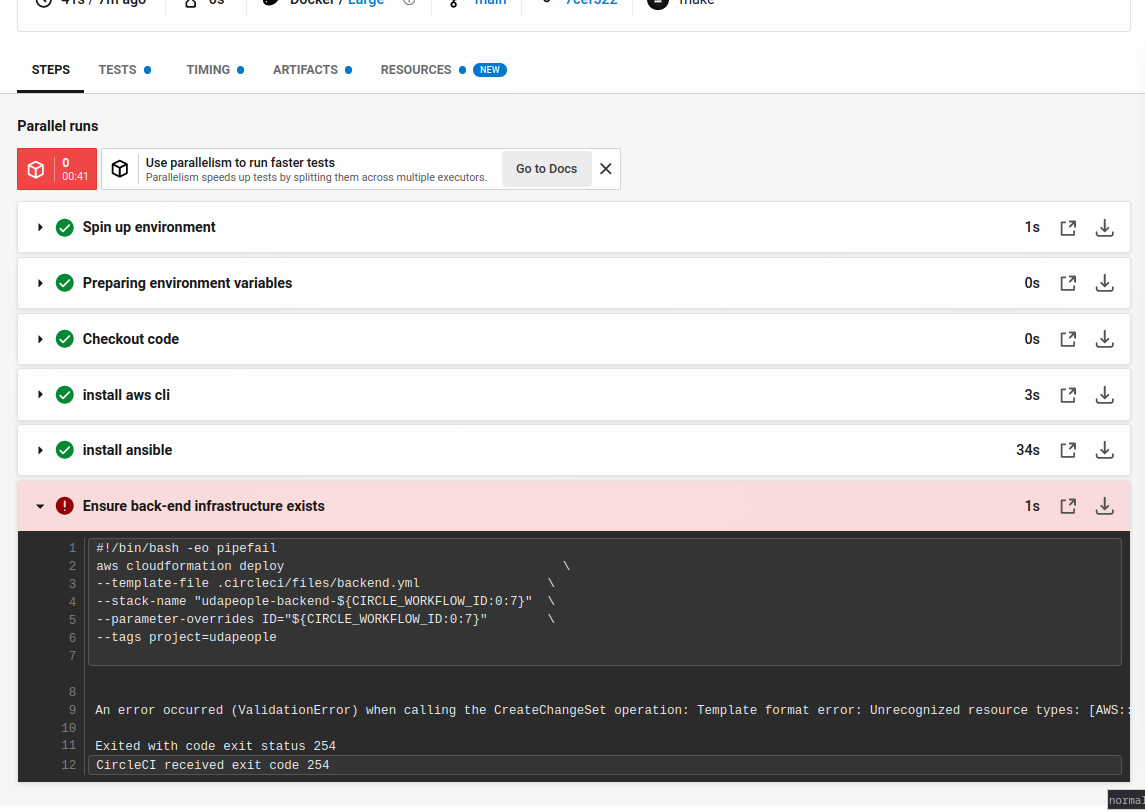 41s / 7m ago
0s
Docker / Large
main
7cef322
make
STEPS
TESTS
TIMING
ARTIFACTS
RESOURCES
NEW
Parallel runs
0
00:41
Use parallelism to run faster tests
Parallelism speeds up tests by splitting them across multiple executors.
Go to Docs
Spin up environment
1s
Preparing environment variables
0s
Checkout code
0s
install aws cli
3s
install ansible
34s
Ensure back-end infrastructure exists
1s
1 #!/bin/bash -eo pipefail
2 aws cloudformation deploy \
3 --template-file .circleci/files/backend.yml \
4 --stack-name "udapeople-backend-${CIRCLE_WORKFLOW_ID:0:7}" \
5 --parameter-overrides ID="${CIRCLE_WORKFLOW_ID:0:7}" \
6 --tags project=udapeople
7
8
9 An error occurred (ValidationError) when calling the CreateChangeSet operation: Template format error: Unrecognized resource types: [AWS::
10
11 Exited with code exit status 254
12 CircleCI received exit code 254
normal